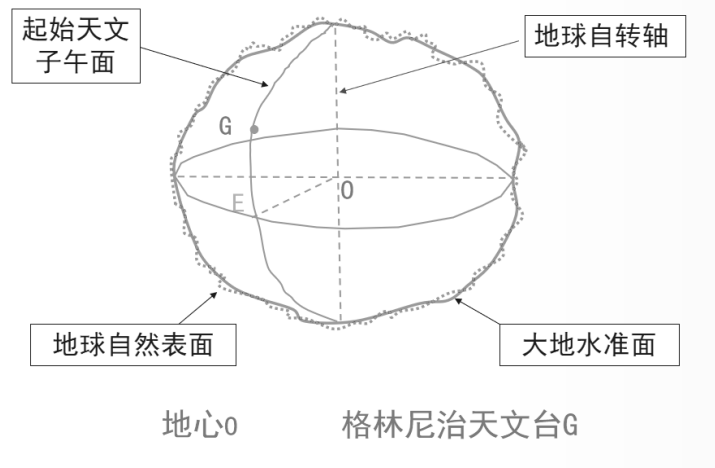 起始天文
子午面
地球自转轴
G
O
E
地球自然表面
大地水准面
地心O
格林尼治天文台G